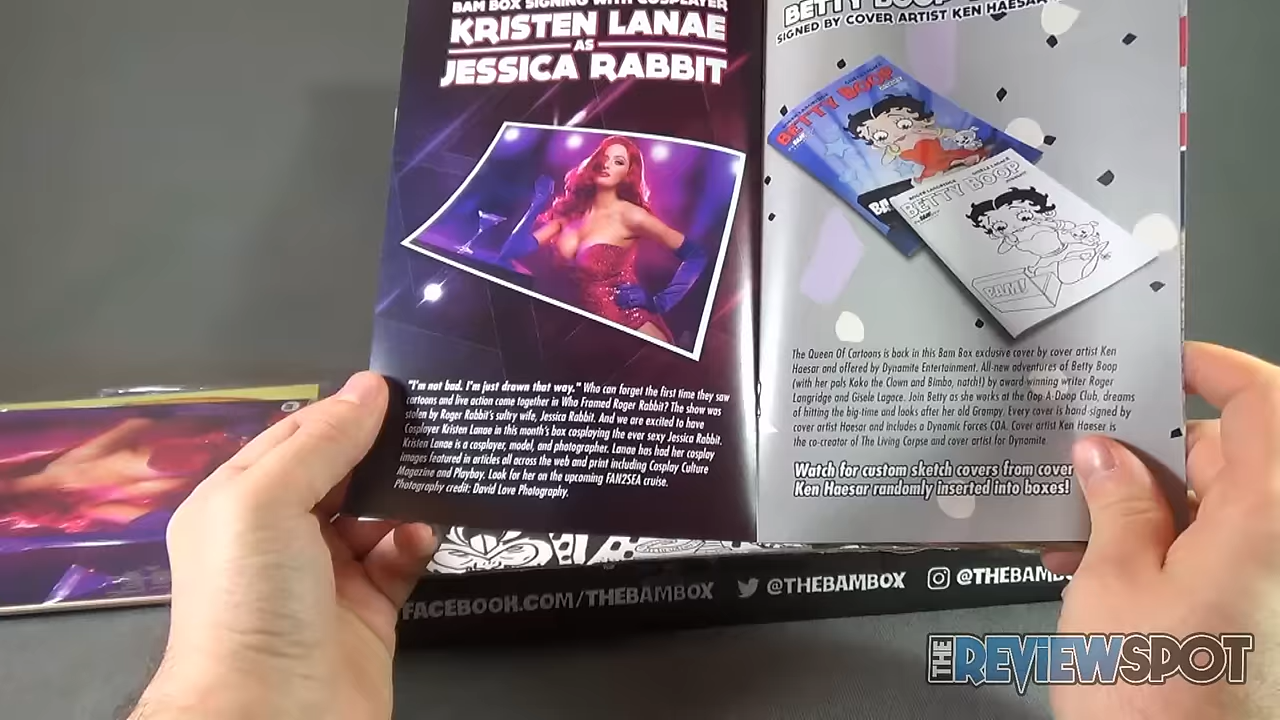 BAM BOX SIGNING WITH COSPLAYER
KRISTEN LANAE
AS
JESSICA RABBIT
"I'm not bad. I'm just drawn that way." Who can forget the first time they saw
cartoons and live action come together in Who Framed Roger Rabbit? The show was
stolen by Roger Rabbit's sultry wife, Jessica Rabbit. And we are excited to have
Cosplayer Kristen Lanae in this month's box cosplaying the ever sexy Jessica Rabbit.
Kristen Lanae is a cosplayer, model, and photographer. Lanae has had her cosplay
images featured in articles all across the web and print including Cosplay Culture
Magazine and Playboy. Look for her on the upcoming FAN2SEA cruise.
Photography credit: David Love Photography.
BETTY BOOP
SIGNED BY COVER ARTIST KEN HAESAR
BETTY BOOP
BETTY BOOP
BAM!
The Queen Of Cartoons is back in this Bam Box exclusive cover by cover artist Ken
Haesar and offered by Dynamite Entertainment. All-new adventures of Betty Boop
(with her pals Koko the Clown and Bimbo, natch!) by award-winning writer Roger
Langridge and Gisele Lagace. Join Betty as she works at the Oop-A-Doop Club, dreams
of hitting the big-time and looks after her old Grampy. Every cover is hand-signed by
cover artist Haesar and includes a Dynamic Forces COA. Cover artist Ken Haeser is
the co-creator of The Living Corpse and cover artist for Dynamite.
Watch for custom sketch covers from cover
Ken Haesar randomly inserted into boxes!
FACEBOOK.COM/THEBAMBOX @THEBAMBOX @THEBAMB
THE REVIEWSPOT